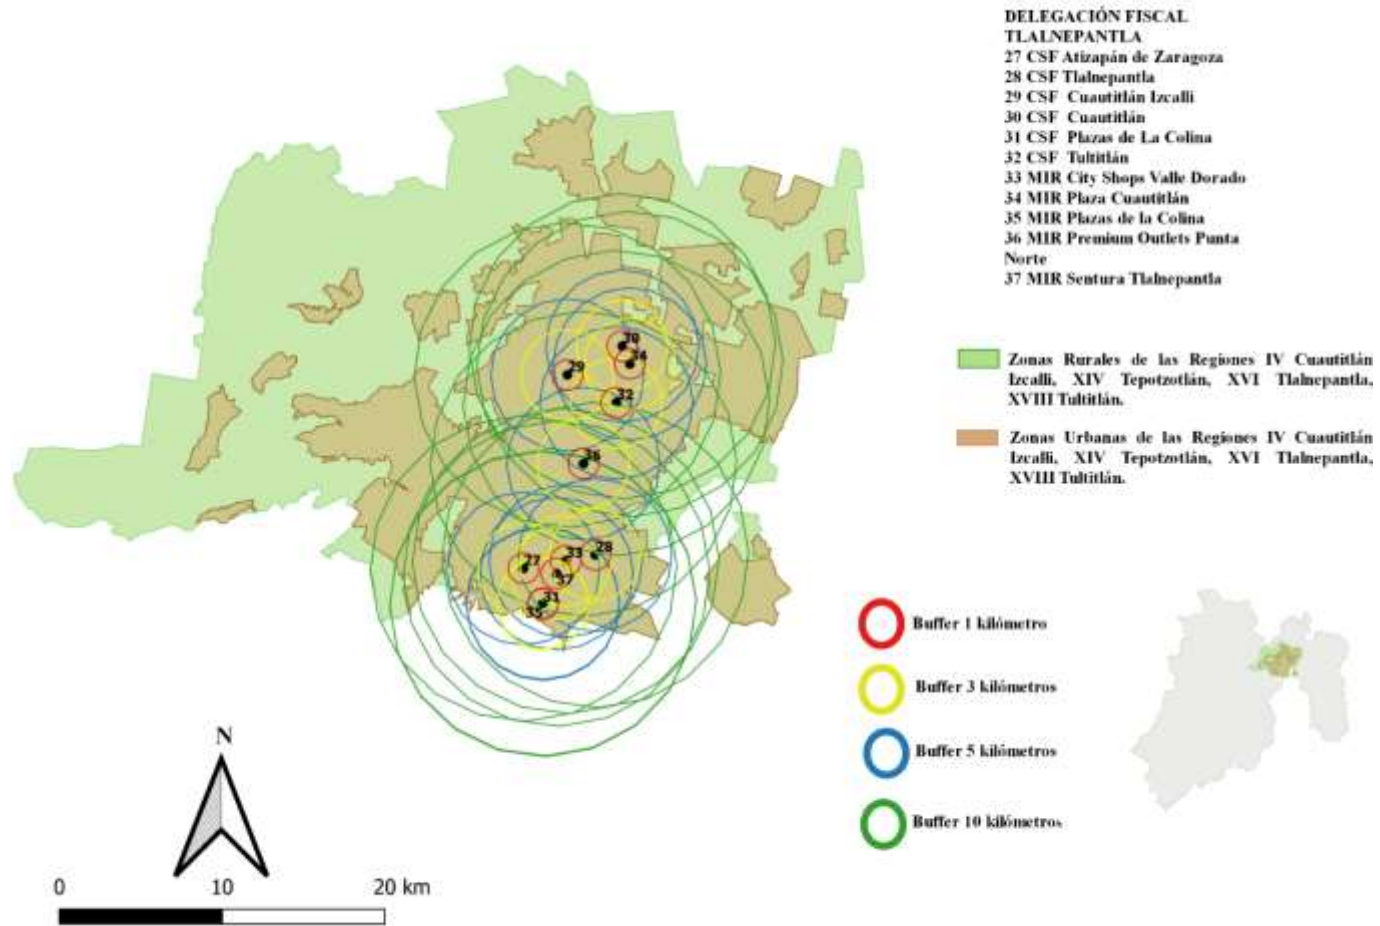 DELEGACIÓN FISCAL
TLALNEPANTLA
27 CSF Atizapán de Zaragoza
28 CSF Tlalnepantla
29 CSF Cuautitlán Izcalli
30 CSF Cuautitlán
31 CSF Plazas de La Colina
32 CSF Tultitlán
33 MIR City Shops Valle Dorado
34 MIR Plaza Cuautitlán
35 MIR Plazas de la Colina
36 MIR Premium Outlets Punta
Norte
37 MIR Sentura Tlalnepantla
Zonas Rurales de las Regiones IV Cuautitlán
Izcalli, XIV Tepotzotlán, XVI Tlalnepantla,
XVIII Tultitlán.
Zonas Urbanas de las Regiones IV Cuautitlán
Izcalli, XIV Tepotzotlán, XVI Tlalnepantla,
XVIII Tultitlán.
30
34
29
32
36
33
28
27
37
31
35
Buffer 1 kilómetro
Buffer 3 kilómetros
Buffer 5 kilómetros
Buffer 10 kilómetros
N
0 10 20 km